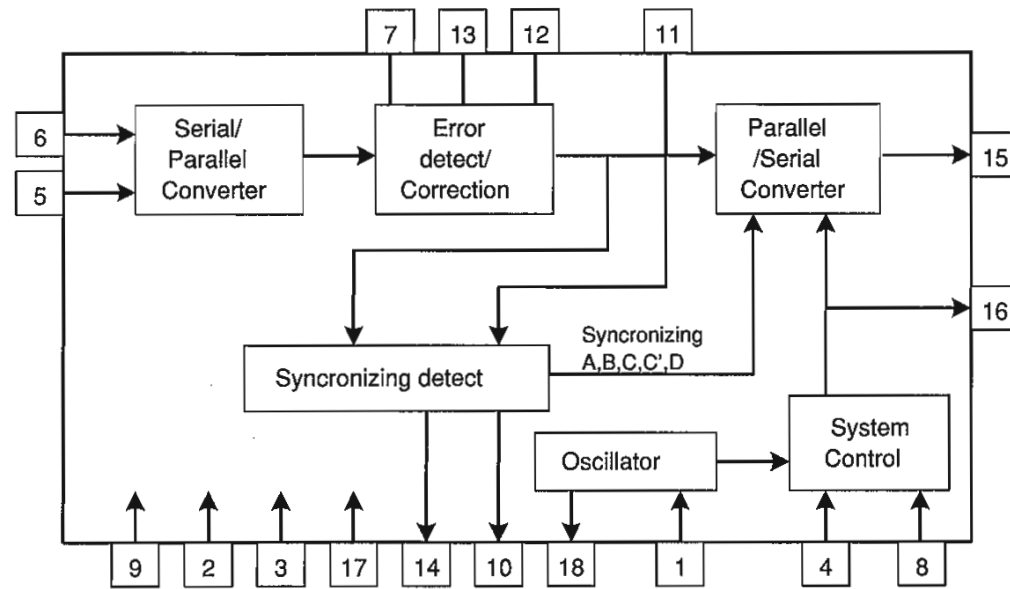 7
13
12
11
6
5
Serial/
Parallel
Converter
Error
detect/
Correction
Parallel
/Serial
Converter
15
16
Syncronizing
A,B,C,C',D
Syncronizing detect
Oscillator
System
Control
9
2
3
17
14
10
18
1
4
8